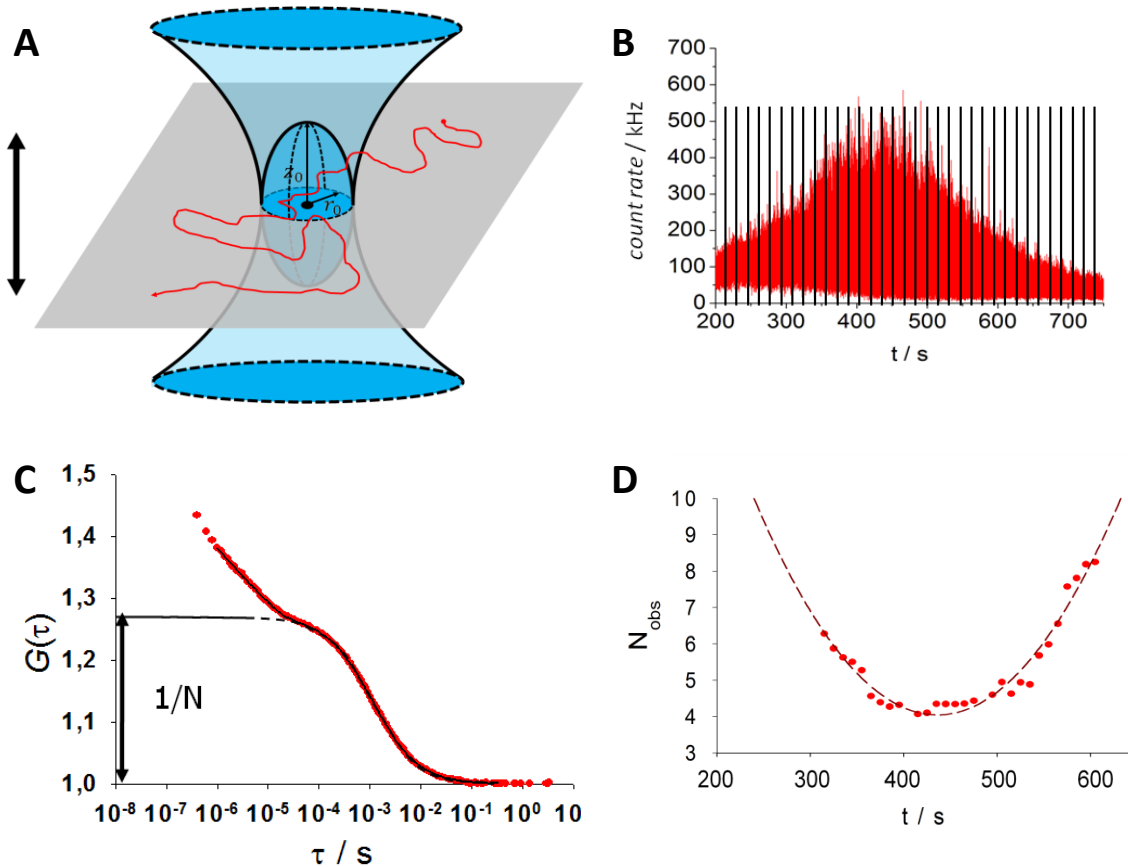 A
z₀
r₀
B
700
600
500
400
300
200
100
0
count rate / kHz
200 300 400 500 600 700
t / s
C
1,5
1,4
1,3
1,2
1,1
1,0
G(τ)
1/N
10⁻⁸ 10⁻⁷ 10⁻⁶ 10⁻⁵ 10⁻⁴ 10⁻³ 10⁻² 10⁻¹ 10⁰ 10
τ / s
D
10
9
8
7
6
5
4
3
N_obs
200 300 400 500 600
t / s